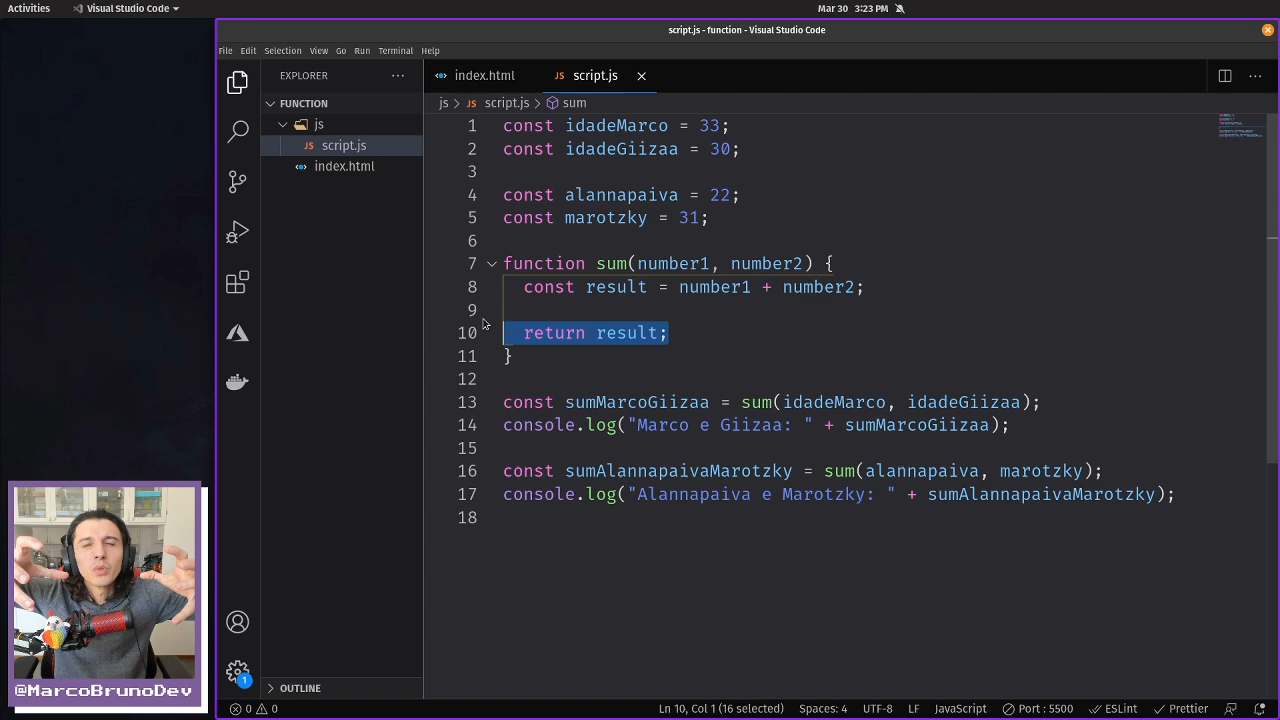 Activities
Visual Studio Code
Mar 30 3:23 PM
script.js - function - Visual Studio Code
File Edit Selection View Go Run Terminal Help
EXPLORER
index.html
JS script.js
FUNCTION
js > JS script.js > sum
js
JS script.js
index.html
1 const idadeMarco = 33;
2 const idadeGiizaa = 30;
3
4 const alannapaiva = 22;
5 const marotzky = 31;
6
7 function sum(number1, number2) {
8 const result = number1 + number2;
9
10 return result;
11 }
12
13 const sumMarcoGiizaa = sum(idadeMarco, idadeGiizaa);
14 console.log("Marco e Giizaa: " + sumMarcoGiizaa);
15
16 const sumAlannapaivaMarotzky = sum(alannapaiva, marotzky);
17 console.log("Alannapaiva e Marotzky: " + sumAlannapaivaMarotzky);
18
@MarcoBrunoDev
1
OUTLINE
0 0
Ln 10, Col 1 (16 selected) Spaces: 4 UTF-8 LF JavaScript Port : 5500 ESLint Prettier